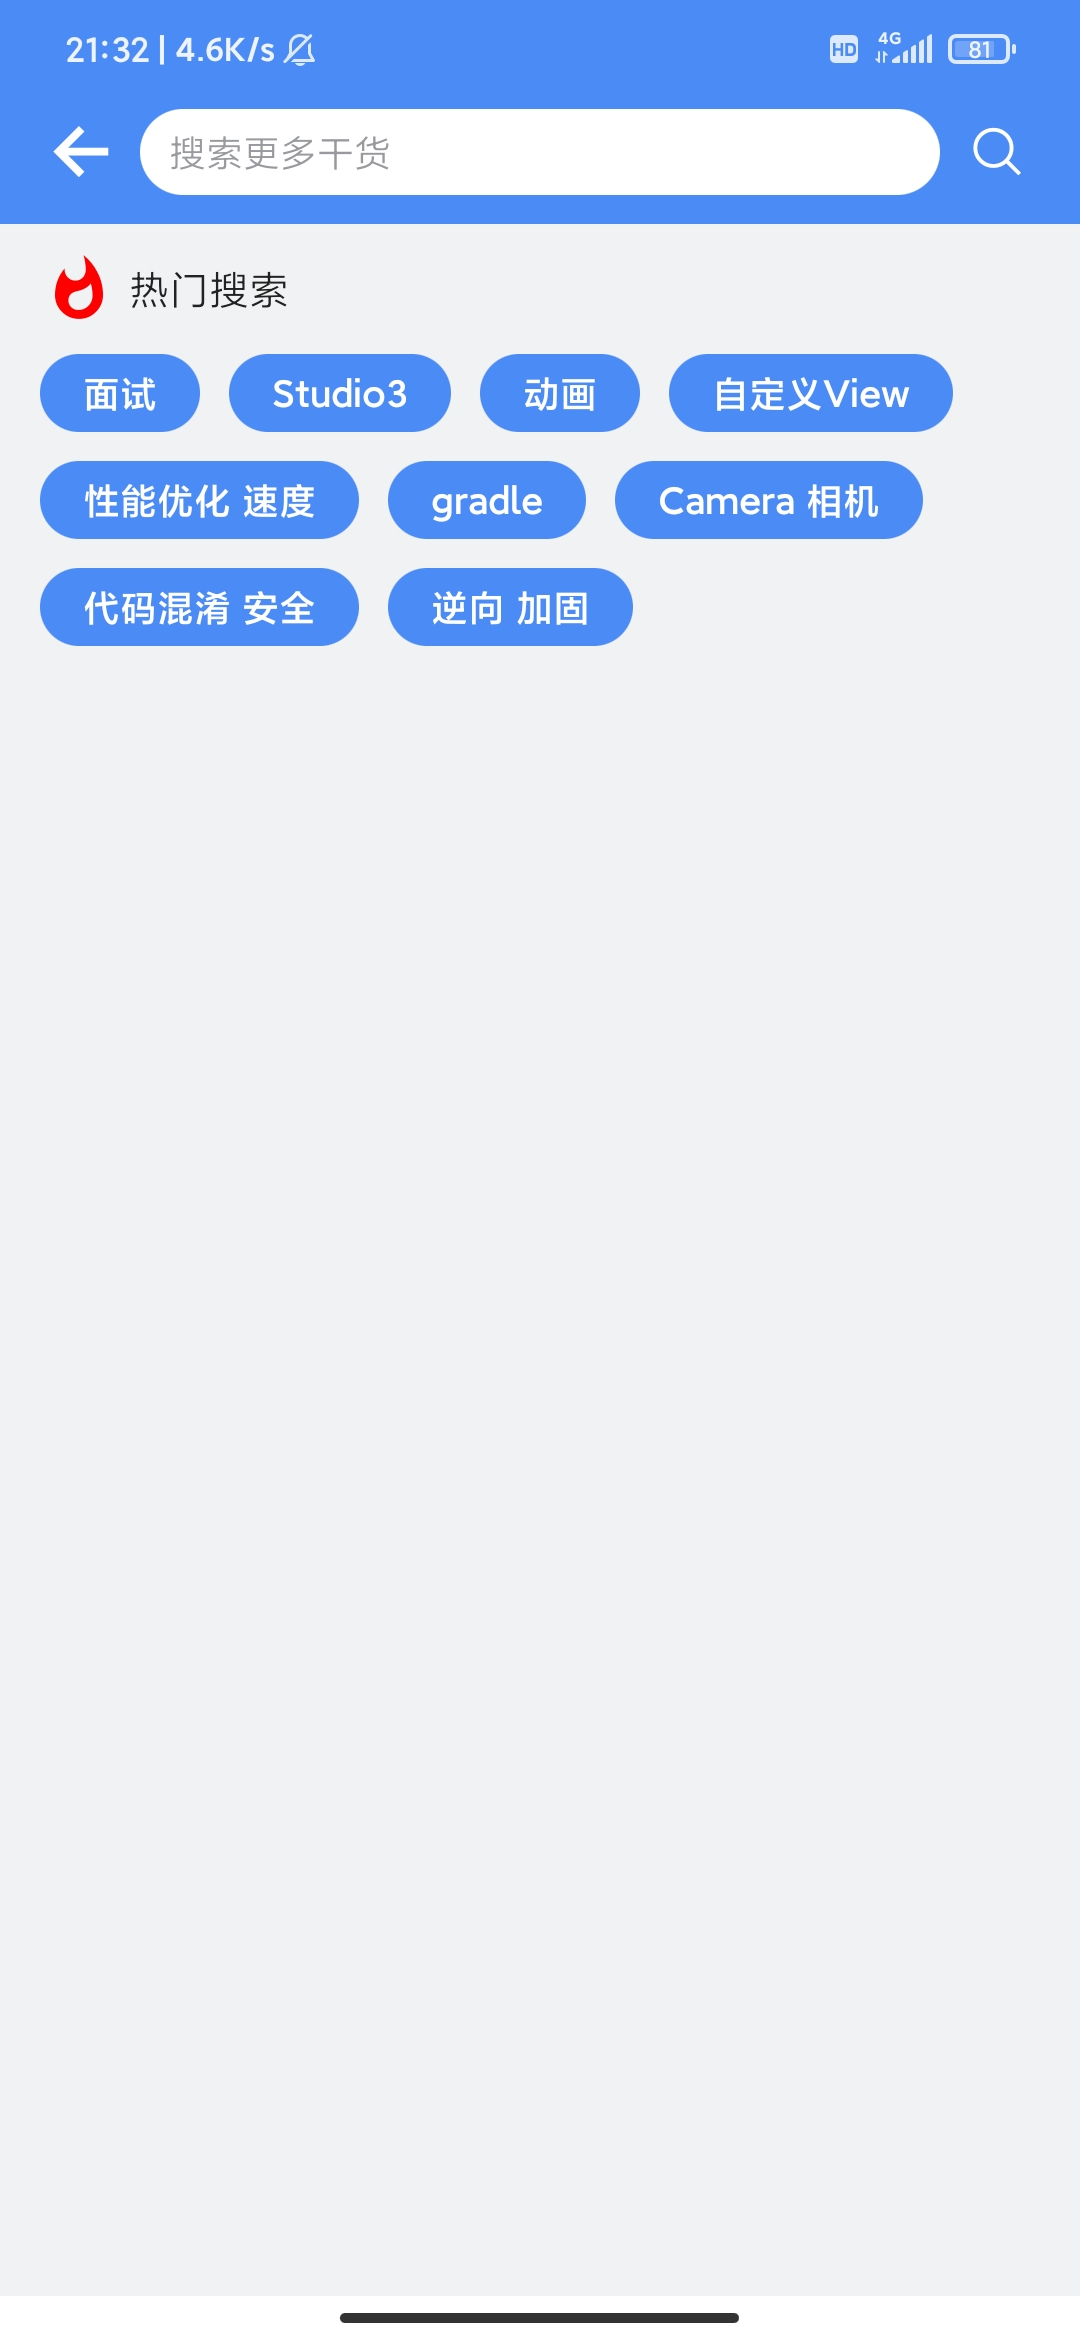 21:32 | 4.6K/s HD 4G 81
搜索更多干货
热门搜索
面试 Studio3 动画 自定义View
性能优化 速度 gradle Camera 相机
代码混淆 安全 逆向 加固